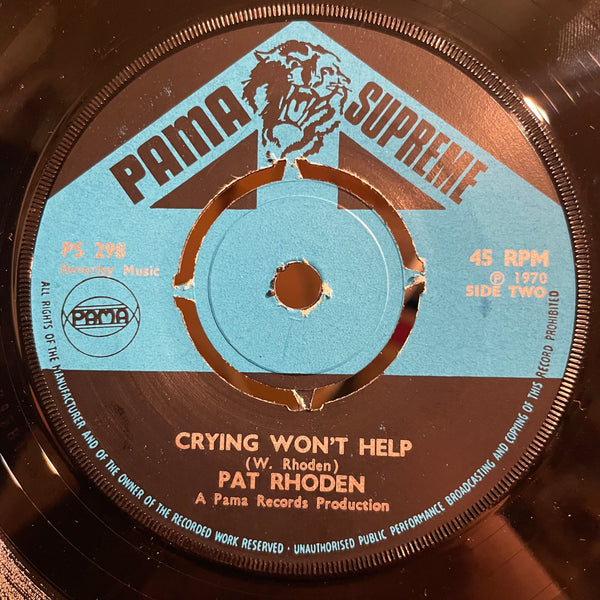 PAMA SUPREME
PS 298
Beverley Music
45 RPM
Ⓟ 1970
SIDE TWO
PAMA
CRYING WON'T HELP
(W. Rhoden)
PAT RHODEN
A Pama Records Production
ALL RIGHTS OF THE MANUFACTURER AND OF THE OWNER OF THE RECORDED WORK RESERVED · UNAUTHORISED PUBLIC PERFORMANCE BROADCASTING AND COPYING OF THIS RECORD PROHIBITED